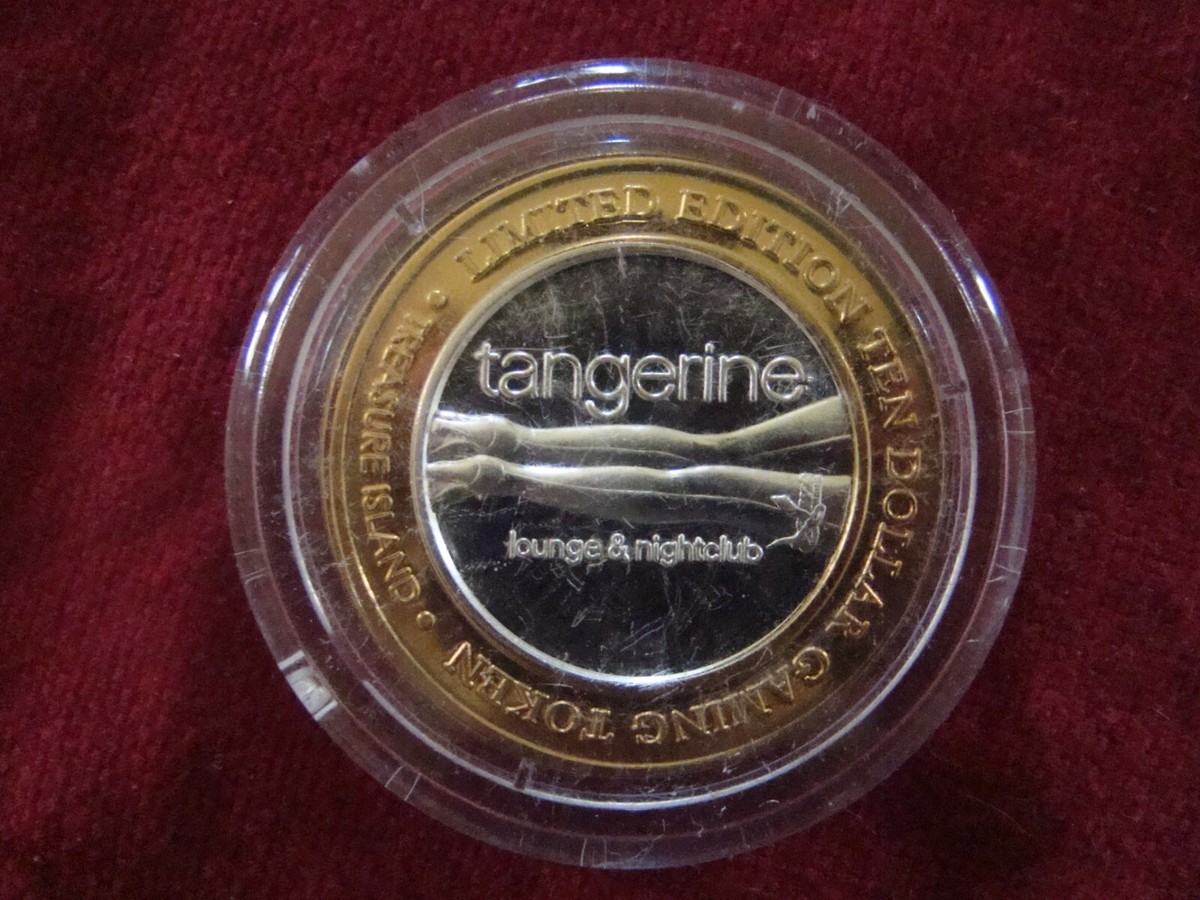 LIMITED EDITION TEN DOLLAR GAMING TOKEN
• TREASURE ISLAND •
tangerine
lounge & nightclub